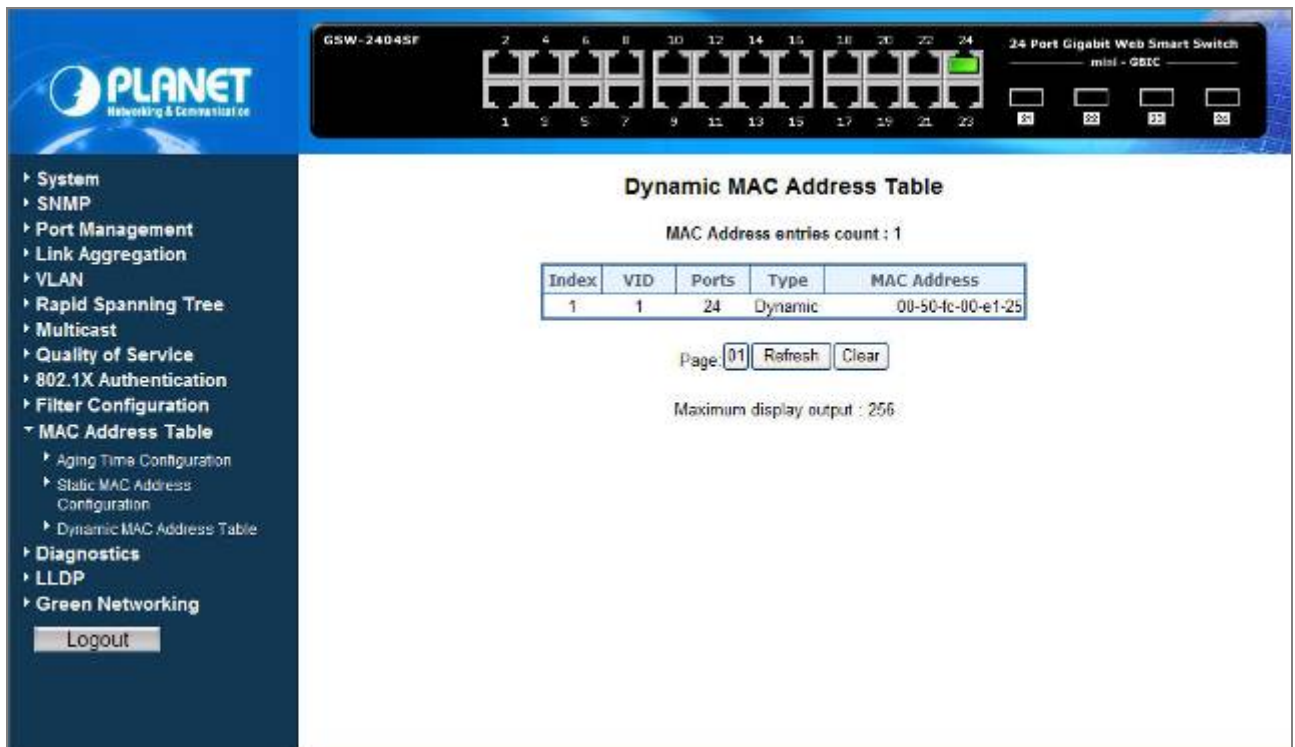 PLANET
Networking & Communication
GSW-2404SF
2 4 6 8 10 12 14 16 18 20 22 24
1 3 5 7 9 11 13 15 17 19 21 23
24 Port Gigabit Web Smart Switch
mini - GBIC
21 22 23 24
System
SNMP
Port Management
Link Aggregation
VLAN
Rapid Spanning Tree
Multicast
Quality of Service
802.1X Authentication
Filter Configuration
MAC Address Table
Aging Time Configuration
Static MAC Address
Configuration
Dynamic MAC Address Table
Diagnostics
LLDP
Green Networking
Logout
Dynamic MAC Address Table
MAC Address entries count : 1
Index VID Ports Type MAC Address
1 1 24 Dynamic 00-50-fc-00-e1-25
Page: 01 Refresh Clear
Maximum display output : 256